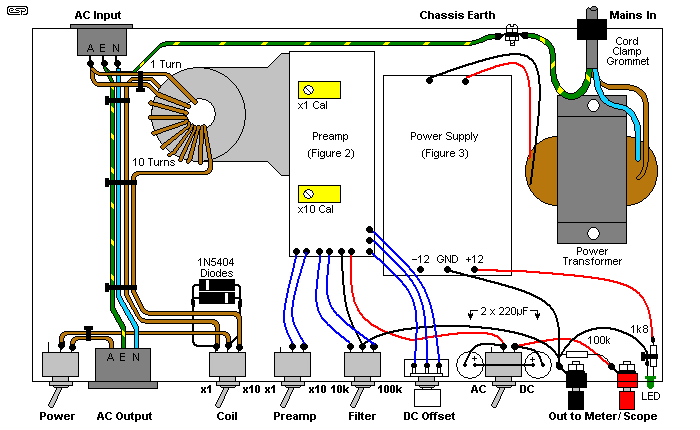 esp
AC Input
Chassis Earth
Mains In
A E N
Cord
Clamp
Grommet
1 Turn
x1 Cal
Preamp
(Figure 2)
Power Supply
(Figure 3)
10 Turns
x10 Cal
Power
Transformer
−12 GND +12
1N5404
Diodes
2 x 220µF
1k8
100k
A E N
LED
x1 x10 x1 x10 10k 100k
AC DC
Power
AC Output
Coil
Preamp
Filter
DC Offset
Out to Meter/Scope